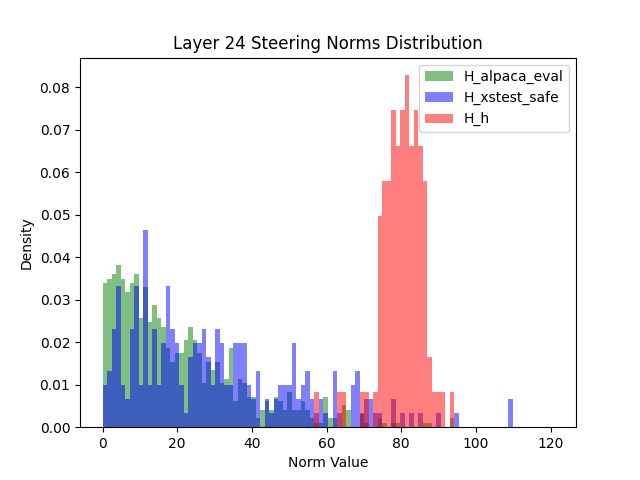 Layer 24 Steering Norms Distribution
H_alpaca_eval
H_xstest_safe
H_h
Density
0.08
0.07
0.06
0.05
0.04
0.03
0.02
0.01
0.00
0 20 40 60 80 100 120
Norm Value